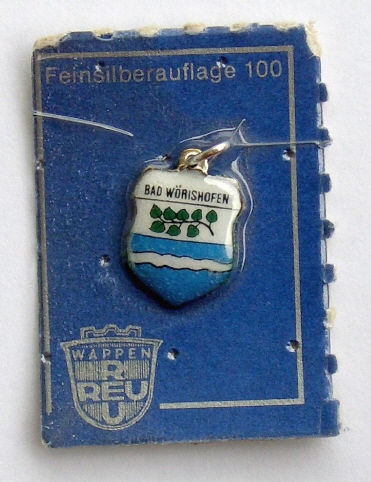 Feinsilberauflage 100
BAD WÖRISHOFEN
WAPPEN
R
REU
U